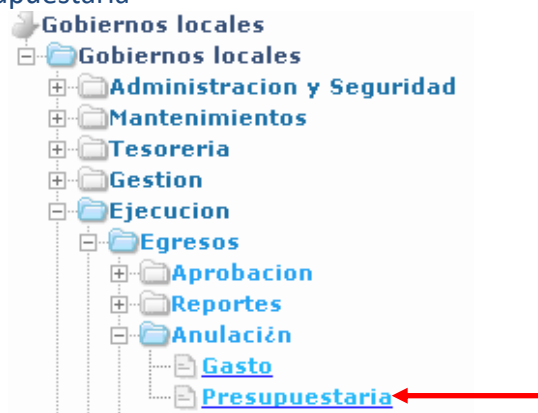 Gobiernos locales
Gobiernos locales
Administracion y Seguridad
Mantenimientos
Tesoreria
Gestion
Ejecucion
Egresos
Aprobacion
Reportes
Anulaci¿n
Gasto
Presupuestaria